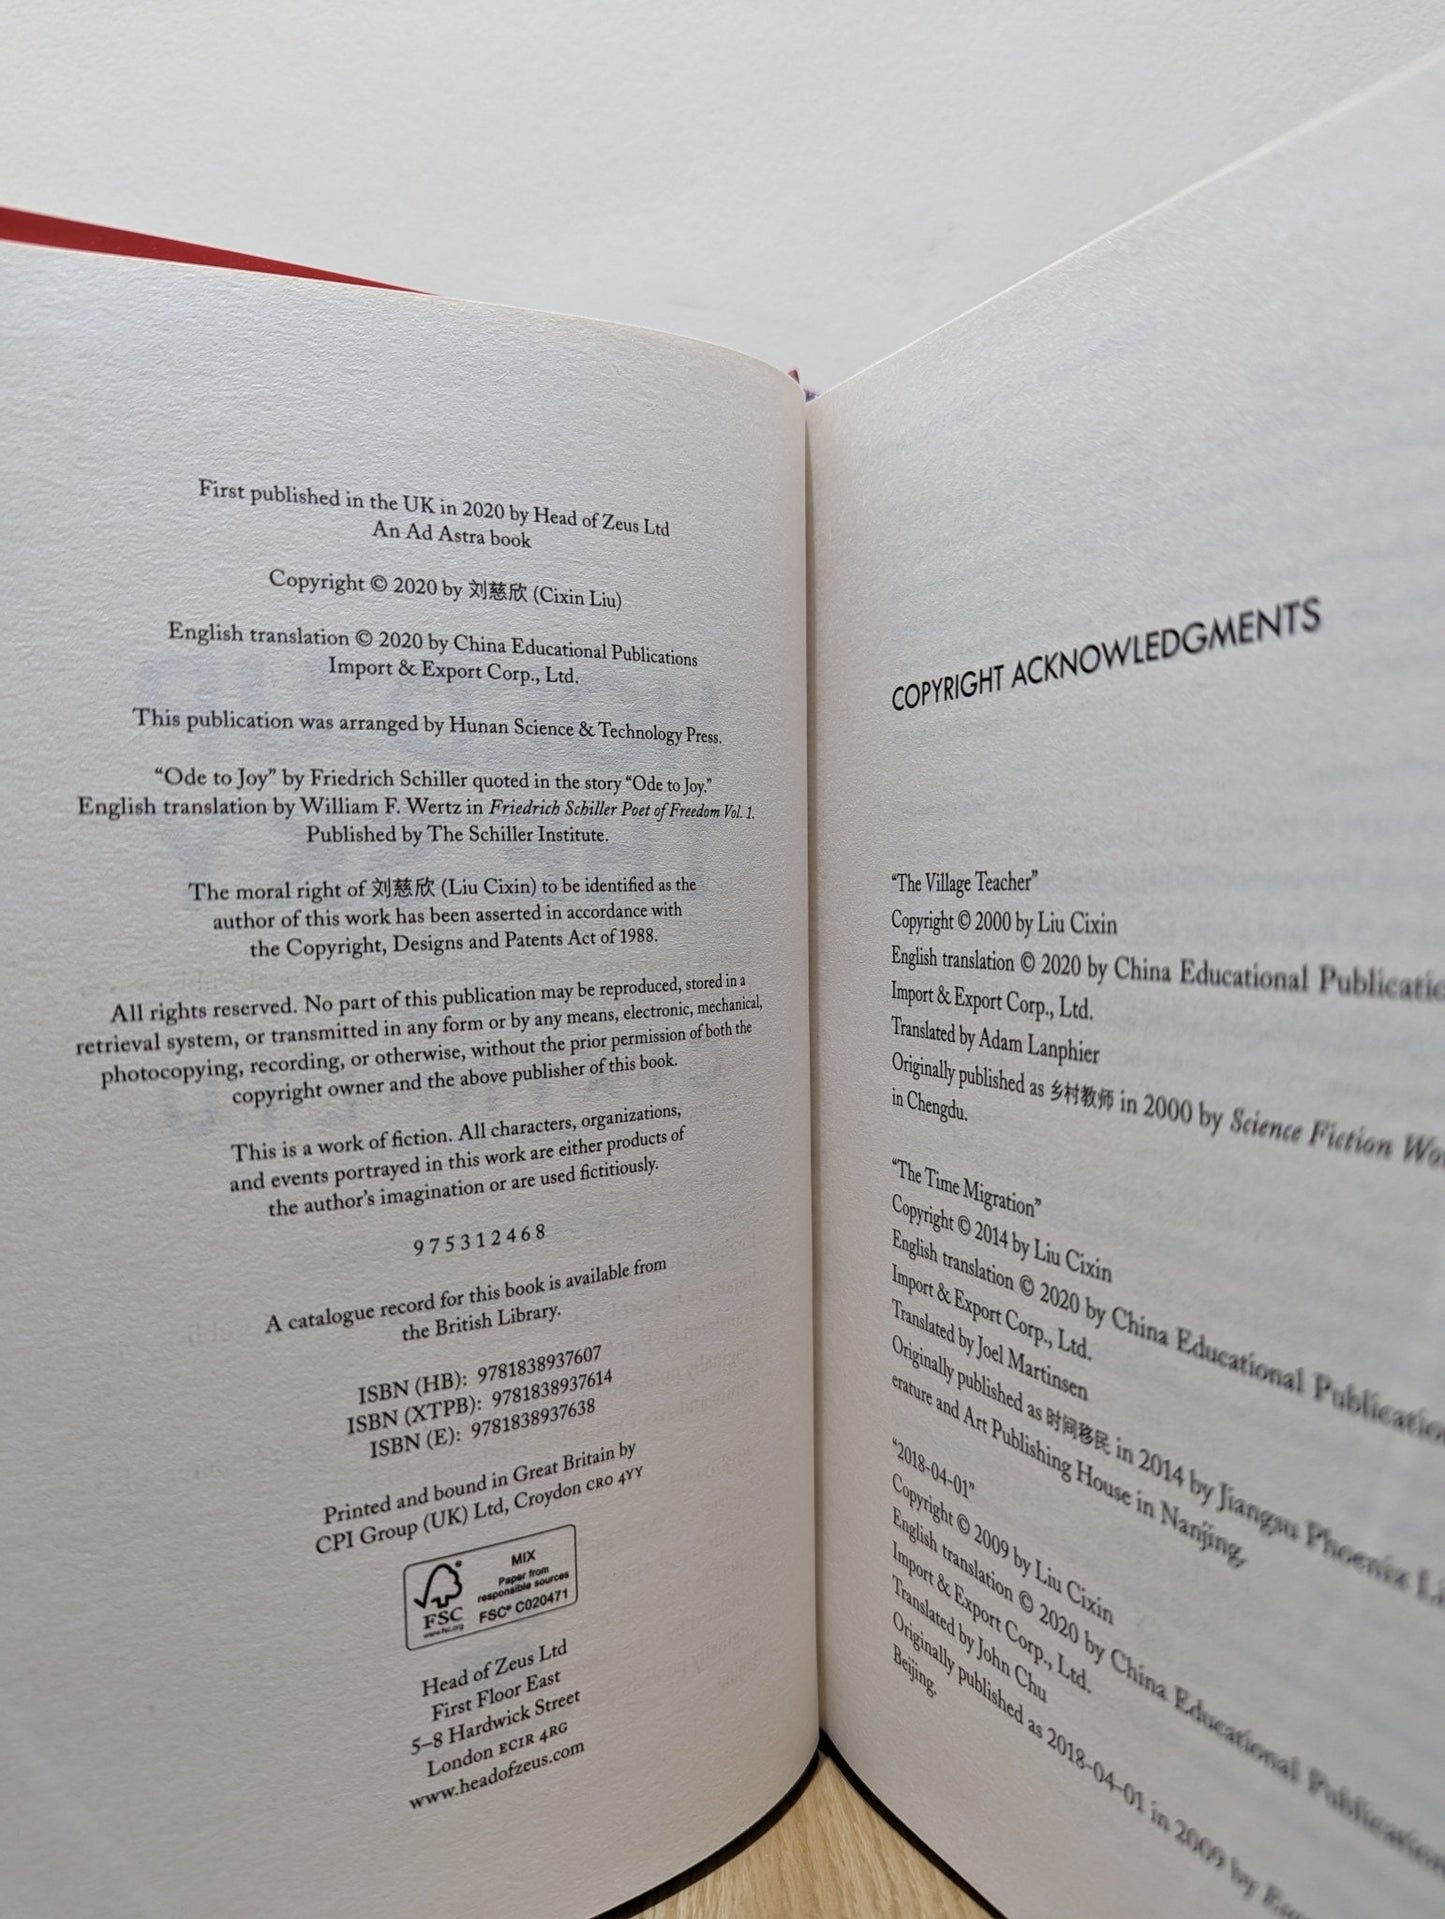 First published in the UK in 2020 by Head of Zeus Ltd
An Ad Astra book
Copyright © 2020 by 刘慈欣 (Cixin Liu)
English translation © 2020 by China Educational Publications
Import & Export Corp., Ltd.
This publication was arranged by Hunan Science & Technology Press.
“Ode to Joy” by Friedrich Schiller quoted in the story “Ode to Joy.”
English translation by William F. Wertz in Friedrich Schiller Poet of Freedom Vol. 1.
Published by The Schiller Institute.
The moral right of 刘慈欣 (Liu Cixin) to be identified as the
author of this work has been asserted in accordance with
the Copyright, Designs and Patents Act of 1988.
All rights reserved. No part of this publication may be reproduced, stored in a
retrieval system, or transmitted in any form or by any means, electronic, mechanical,
photocopying, recording, or otherwise, without the prior permission of both the
copyright owner and the above publisher of this book.
This is a work of fiction. All characters, organizations,
and events portrayed in this work are either products of
the author’s imagination or are used fictitiously.
9 7 5 3 1 2 4 6 8
A catalogue record for this book is available from
the British Library.
ISBN (HB): 9781838937607
ISBN (XTPB): 9781838937614
ISBN (E): 9781838937638
Printed and bound in Great Britain by
CPI Group (UK) Ltd, Croydon CR0 4YY
MIX
Paper from
responsible sources
FSC® C020471
FSC
www.fsc.org
Head of Zeus Ltd
First Floor East
5–8 Hardwick Street
London EC1R 4RG
www.headofzeus.com
COPYRIGHT ACKNOWLEDGMENTS
“The Village Teacher”
Copyright © 2000 by Liu Cixin
English translation © 2020 by China Educational Publicatio
Import & Export Corp., Ltd.
Translated by Adam Lanphier
Originally published as 乡村教师 in 2000 by Science Fiction Wo
in Chengdu.
“The Time Migration”
Copyright © 2014 by Liu Cixin
English translation © 2020 by China Educational Publicatio
Import & Export Corp., Ltd.
Translated by Joel Martinsen
Originally published as 时间移民 in 2014 by Jiangsu Phoenix Li
erature and Art Publishing House in Nanjing,
“2018-04-01”
Copyright © 2009 by Liu Cixin
English translation © 2020 by China Educational Publication
Import & Export Corp., Ltd.
Translated by John Chu
Originally published as 2018-04-01 in 2009 by
Beijing.